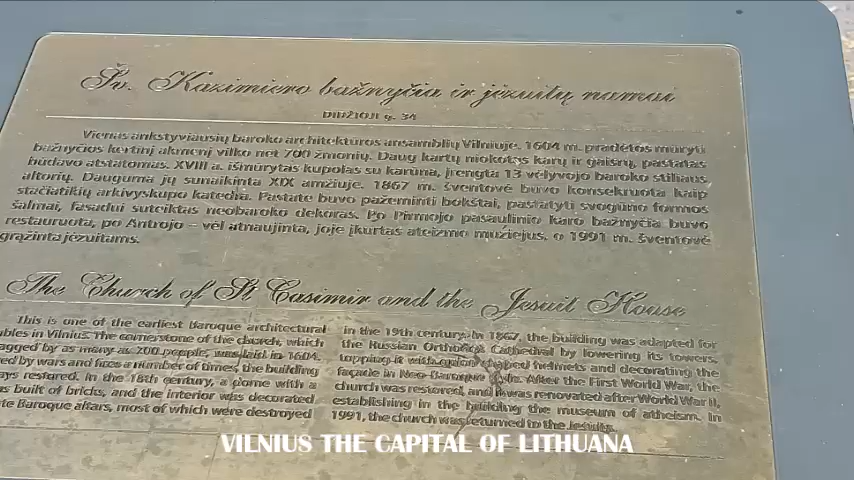 Šv. Kazimiero bažnyčia ir jėzuitų namai
DIDŽIOJI g. 34
Vienas ankstyviausių baroko architektūros ansamblių Vilniuje. 1604 m. pradėtos mūryti
bažnyčios kertinį akmenį vilko net 700 žmonių. Daug kartų niokotas karų ir gaisrų, pastatas
būdavo atstatomas. XVIII a. išmūrytas kupolas su karūna, įrengta 13 vėlyvojo baroko stiliaus
altorių. Dauguma jų sunaikinta XIX amžiuje. 1867 m. šventovė buvo konsekruota kaip
stačiatikių arkivyskupo katedra. Pastate buvo pažeminti bokštai, pastatyti svogūno formos
šalmai, fasadui suteiktas neobaroko dekoras. Po Pirmojo pasaulinio karo bažnyčia buvo
restauruota, po Antrojo – vėl atnaujinta, joje įkurtas ateizmo muziejus, o 1991 m. šventovė
grąžinta jėzuitams.
The Church of St Casimir and the Jesuit House
This is one of the earliest Baroque architectural
bles in Vilnius. The cornerstone of the church, which
agged by as many as 700 people, was laid in 1604.
ed by wars and fires a number of times, the building
ays restored. In the 18th century, a dome with a
s built of bricks, and the interior was decorated
te Baroque altars, most of which were destroyed
in the 19th century. In 1867, the building was adapted for
the Russian Orthodox Cathedral by lowering its towers,
topping it with onion shaped helmets and decorating the
façade in Neo-Baroque style. After the First World War, the
church was restored, and it was renovated after World War II,
establishing in the building the museum of atheism. In
1991, the church was returned to the Jesuits.
VILNIUS THE CAPITAL OF LITHUANA